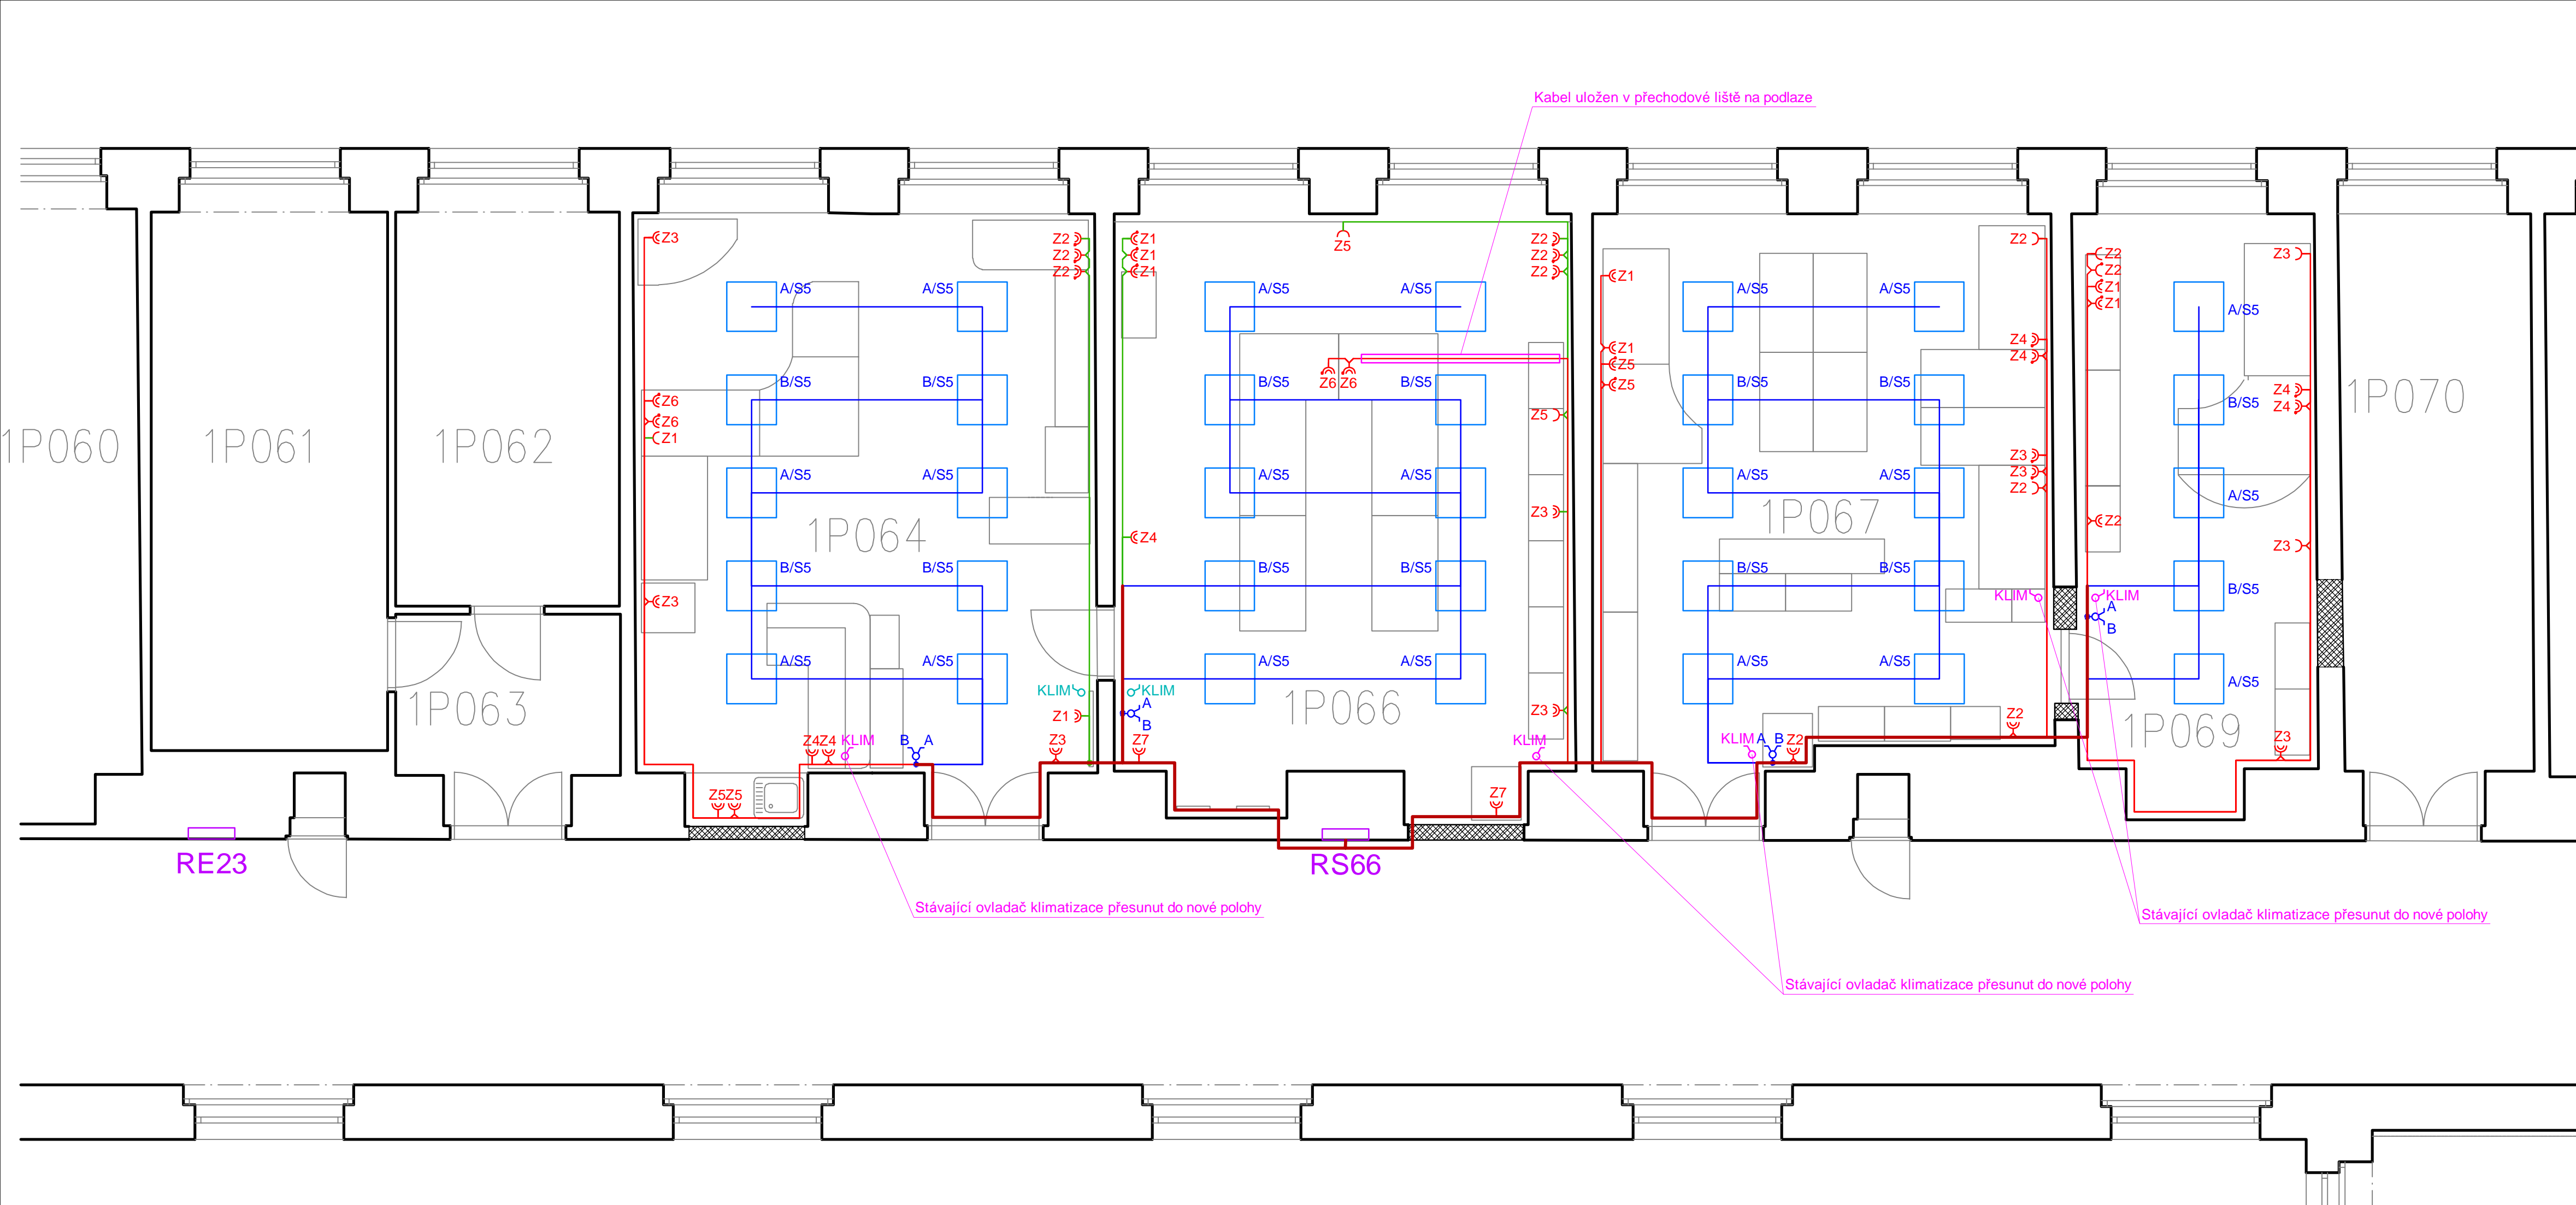 Kabel uložen v přechodové liště na podlaze
Z3
Z2
Z2
Z2
Z1
Z1
Z1
Z5
Z2
Z2
Z2
Z1
Z2
Z2
Z2
Z1
Z1
Z3
A/S5
A/S5
A/S5
A/S5
A/S5
A/S5
A/S5
Z1
Z5
Z5
Z4
Z4
Z6
Z6
B/S5
B/S5
B/S5
B/S5
B/S5
B/S5
B/S5
Z4
Z4
Z6
Z6
Z1
Z5
1P060
1P061
1P062
1P070
Z3
Z3
Z2
A/S5
A/S5
A/S5
A/S5
A/S5
A/S5
A/S5
1P064
Z4
Z3
1P067
Z2
Z3
B/S5
B/S5
B/S5
B/S5
B/S5
B/S5
B/S5
Z3
KLIM
KLIM
A
B
A/S5
A/S5
A/S5
A/S5
A/S5
A/S5
A/S5
1P063
KLIM
KLIM
A
B
Z1
1P066
Z3
Z2
1P069
Z4
Z4
KLIM
B
A
Z3
Z7
KLIM
KLIM
A
B
Z2
Z3
Z5
Z5
Z7
RE23
RS66
Stávající ovladač klimatizace přesunut do nové polohy
Stávající ovladač klimatizace přesunut do nové polohy
Stávající ovladač klimatizace přesunut do nové polohy